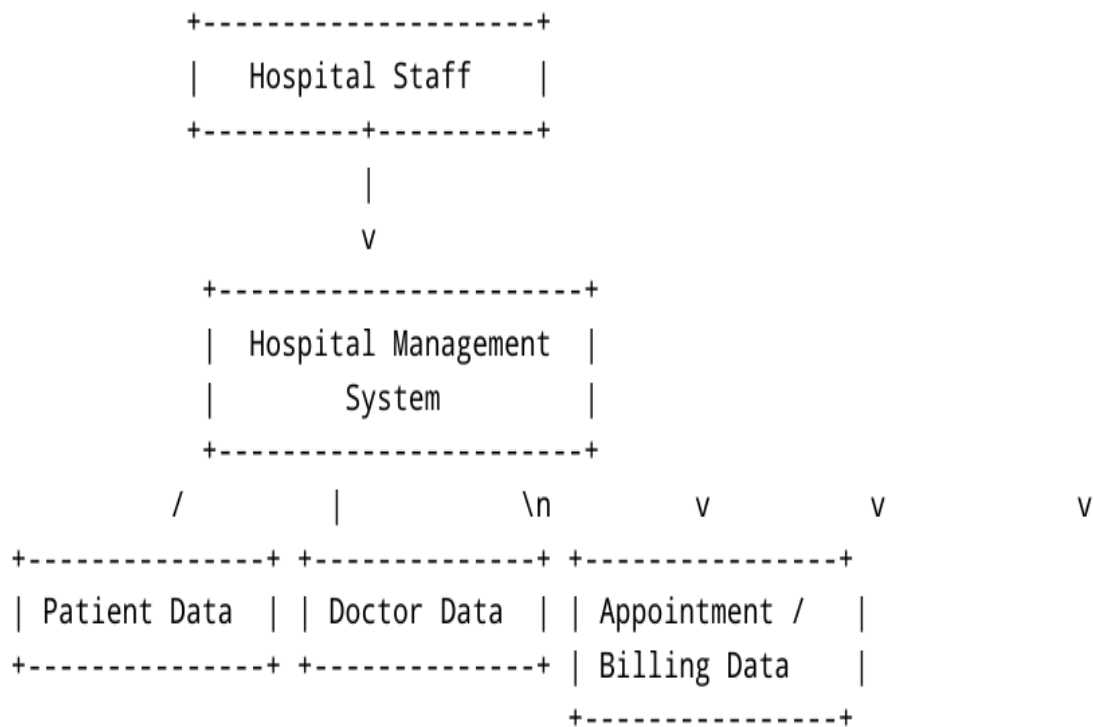 +---------------------+
|   Hospital Staff    |
+----------+----------+
|
v
+-----------------------+
|  Hospital Management  |
|        System         |
+-----------------------+
/         |           \n         v          v            v
+---------------+ +--------------+ +----------------+
| Patient Data  | | Doctor Data  | | Appointment /   |
+---------------+ +--------------+ | Billing Data    |
+----------------+